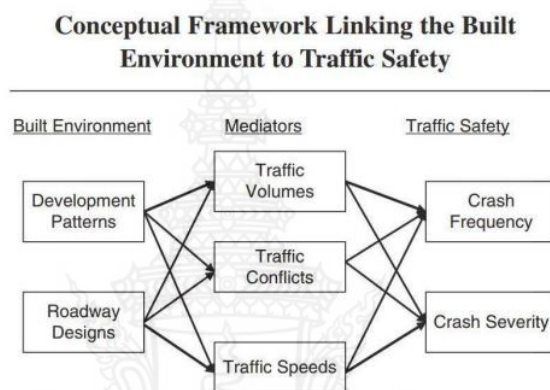 Conceptual Framework Linking the Built
Environment to Traffic Safety
Built Environment
Mediators
Traffic Safety
Development
Patterns
Roadway
Designs
Traffic
Volumes
Traffic
Conflicts
Traffic Speeds
Crash
Frequency
Crash Severity